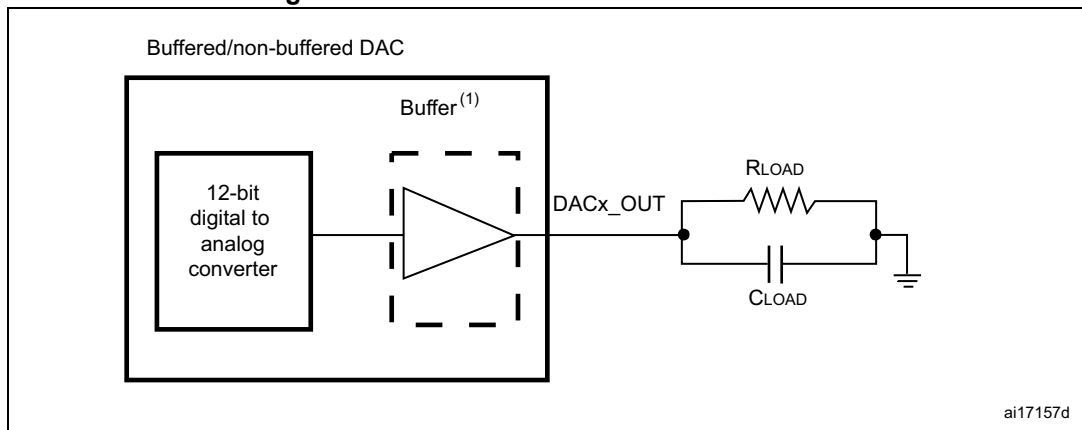 Buffered/non-buffered DAC
Buffer(1)
12-bit
digital to
analog
converter
DACx_OUT
RLOAD
CLOAD
ai17157d